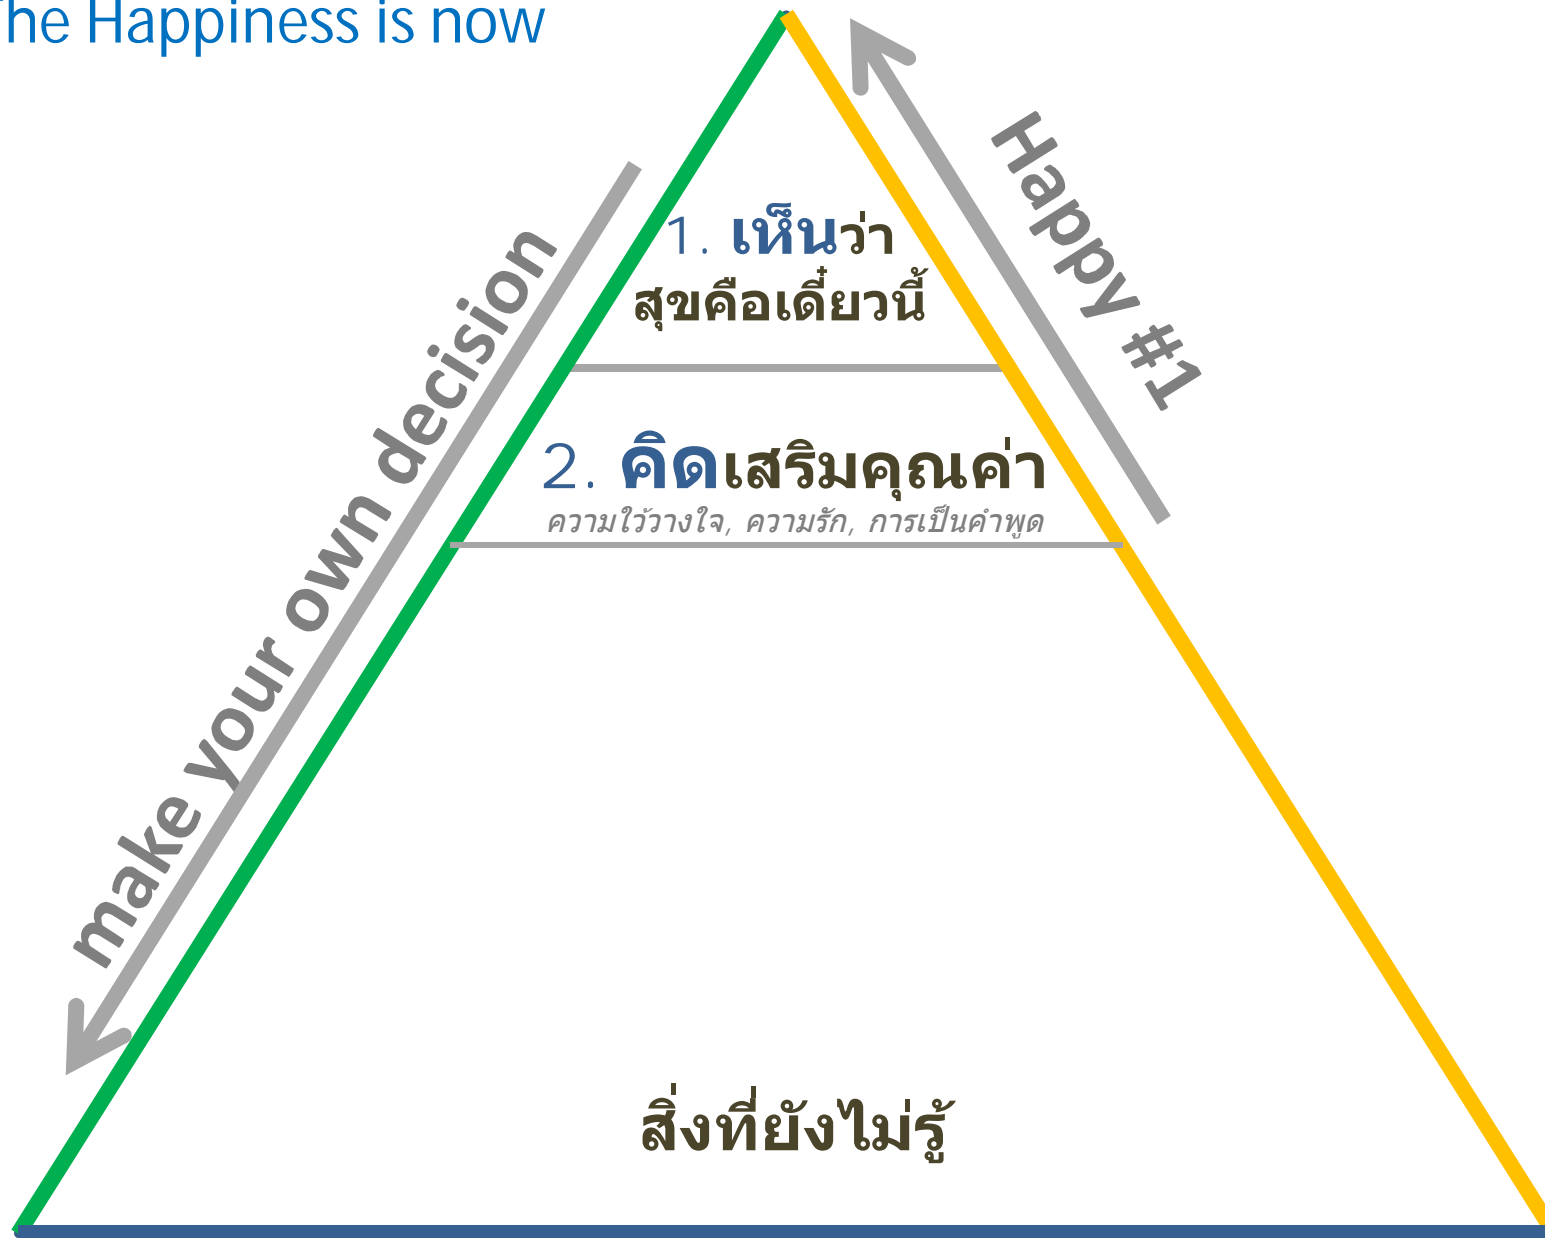 The Happiness is now
make your own decision
Happy #1
1. เห็นว่า
สุขคือเดี๋ยวนี้
2. คิดเสริมคุณค่า
ความใว้วางใจ, ความรัก, การเป็นคำพูด
สิ่งที่ยังไม่รู้